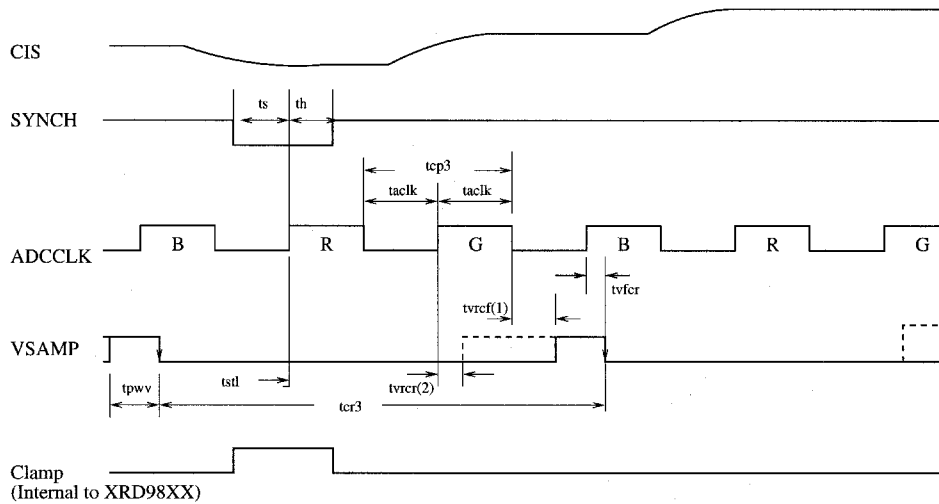 CIS
ts th
SYNCH
tcp3
taclk taclk
B R G B R G
ADCCLK
tvfcr
tvrcf(1)
VSAMP
tpwv tstl tvrcr(2)
tcr3
Clamp
(Internal to XRD98XX)